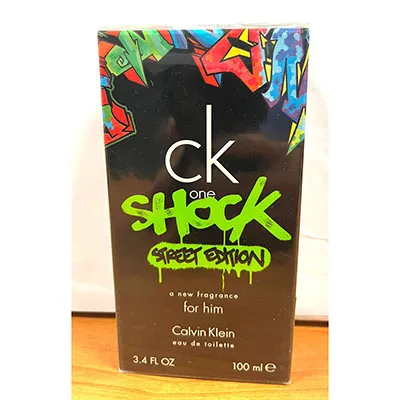 ck
one
SHOCK
STREET EDITION
a new fragrance
for him
Calvin Klein
eau de toilette
3.4 FL OZ 100 ml ℮